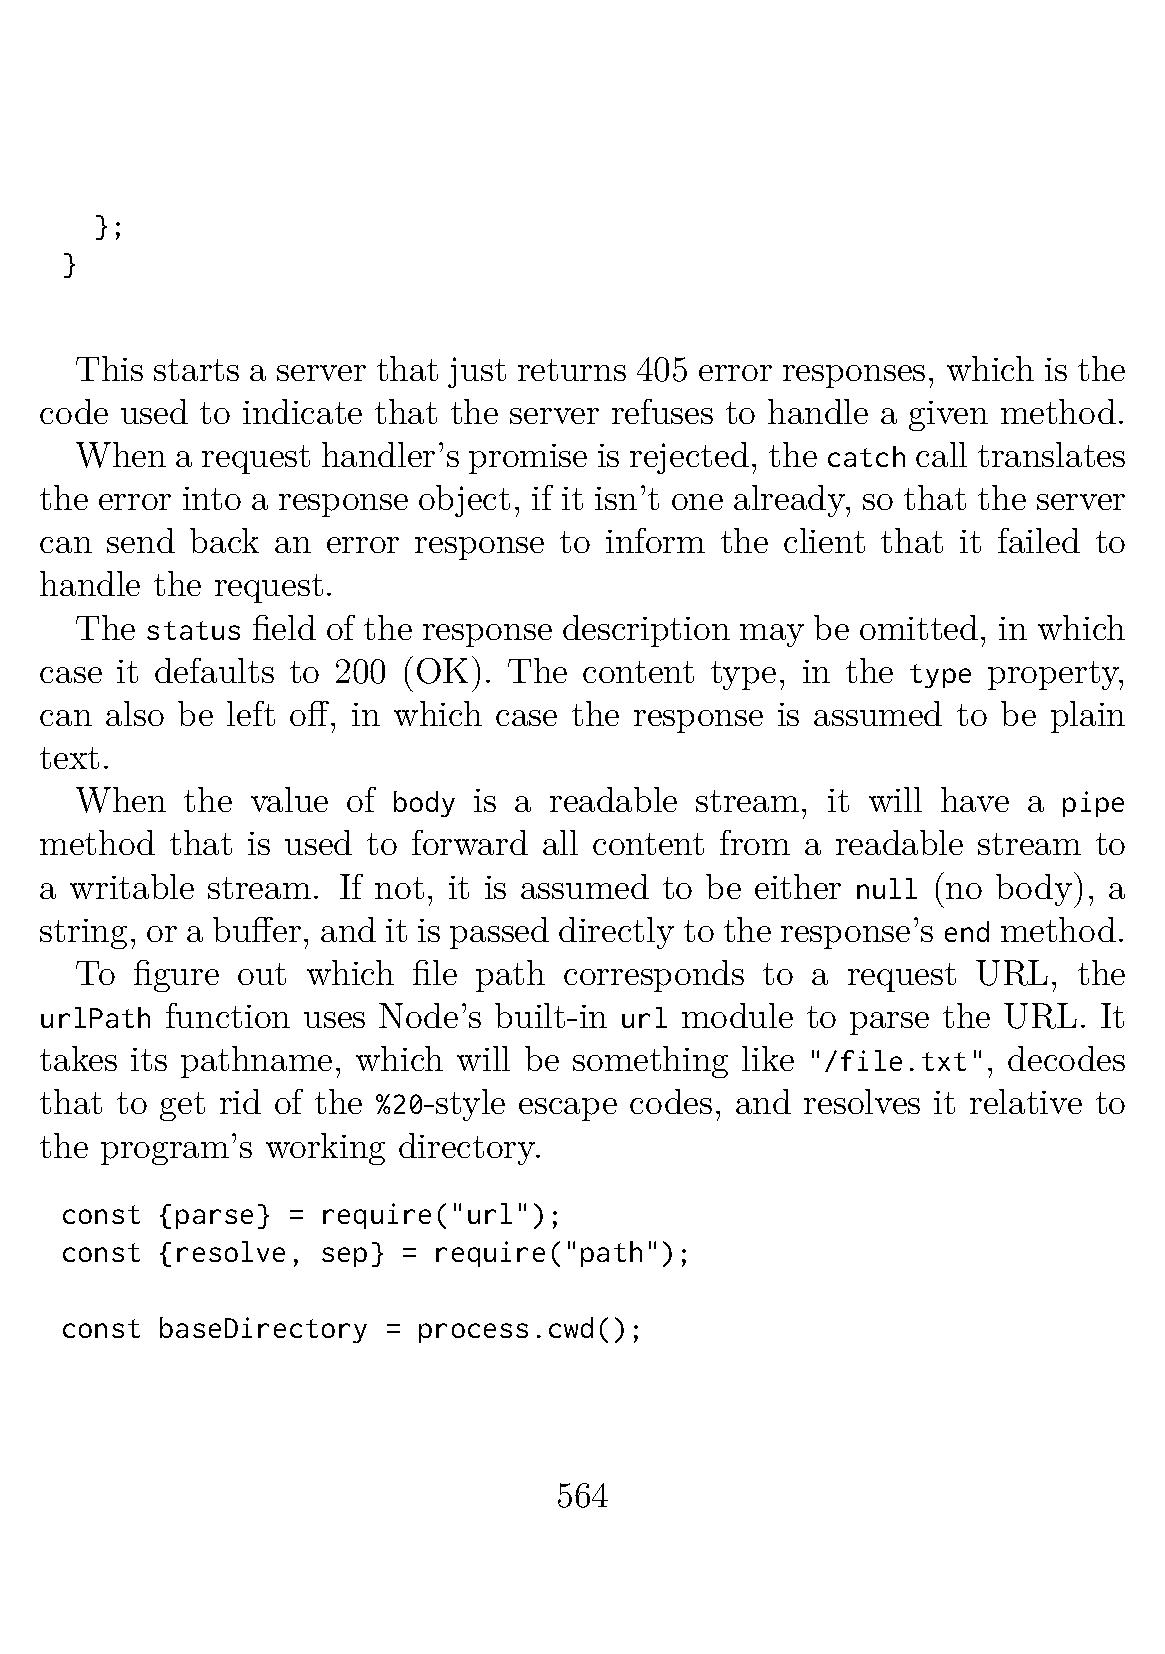 };
}
This starts a server that just returns 405 error responses, which is the
code used to indicate that the server refuses to handle a given method.
When a request handler’s promise is rejected, the catch call translates
the error into a response object, if it isn’t one already, so that the server
can send back an error response to inform the client that it failed to
handle the request.
The status field of the response description may be omitted, in which
case it defaults to 200 (OK). The content type, in the type property,
can also be left off, in which case the response is assumed to be plain
text.
When the value of body is a readable stream, it will have a pipe
method that is used to forward all content from a readable stream to
a writable stream. If not, it is assumed to be either null (no body), a
string, or a buffer, and it is passed directly to the response’s end method.
To figure out which file path corresponds to a request URL, the
urlPath function uses Node’s built-in url module to parse the URL. It
takes its pathname, which will be something like "/file.txt", decodes
that to get rid of the %20-style escape codes, and resolves it relative to
the program’s working directory.
const {parse} = require("url");
const {resolve, sep} = require("path");
const baseDirectory = process.cwd();
564